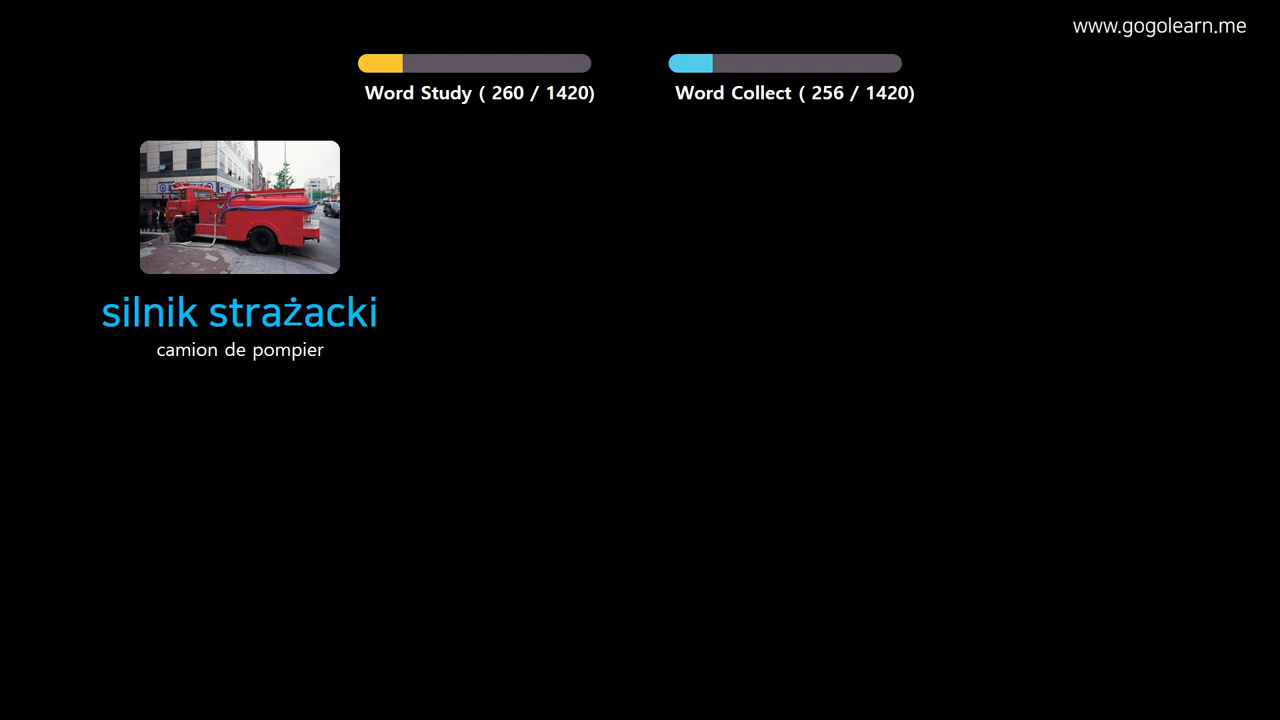 www.gogolearn.me
Word Study ( 260 / 1420)
Word Collect ( 256 / 1420)
silnik strażacki
camion de pompier